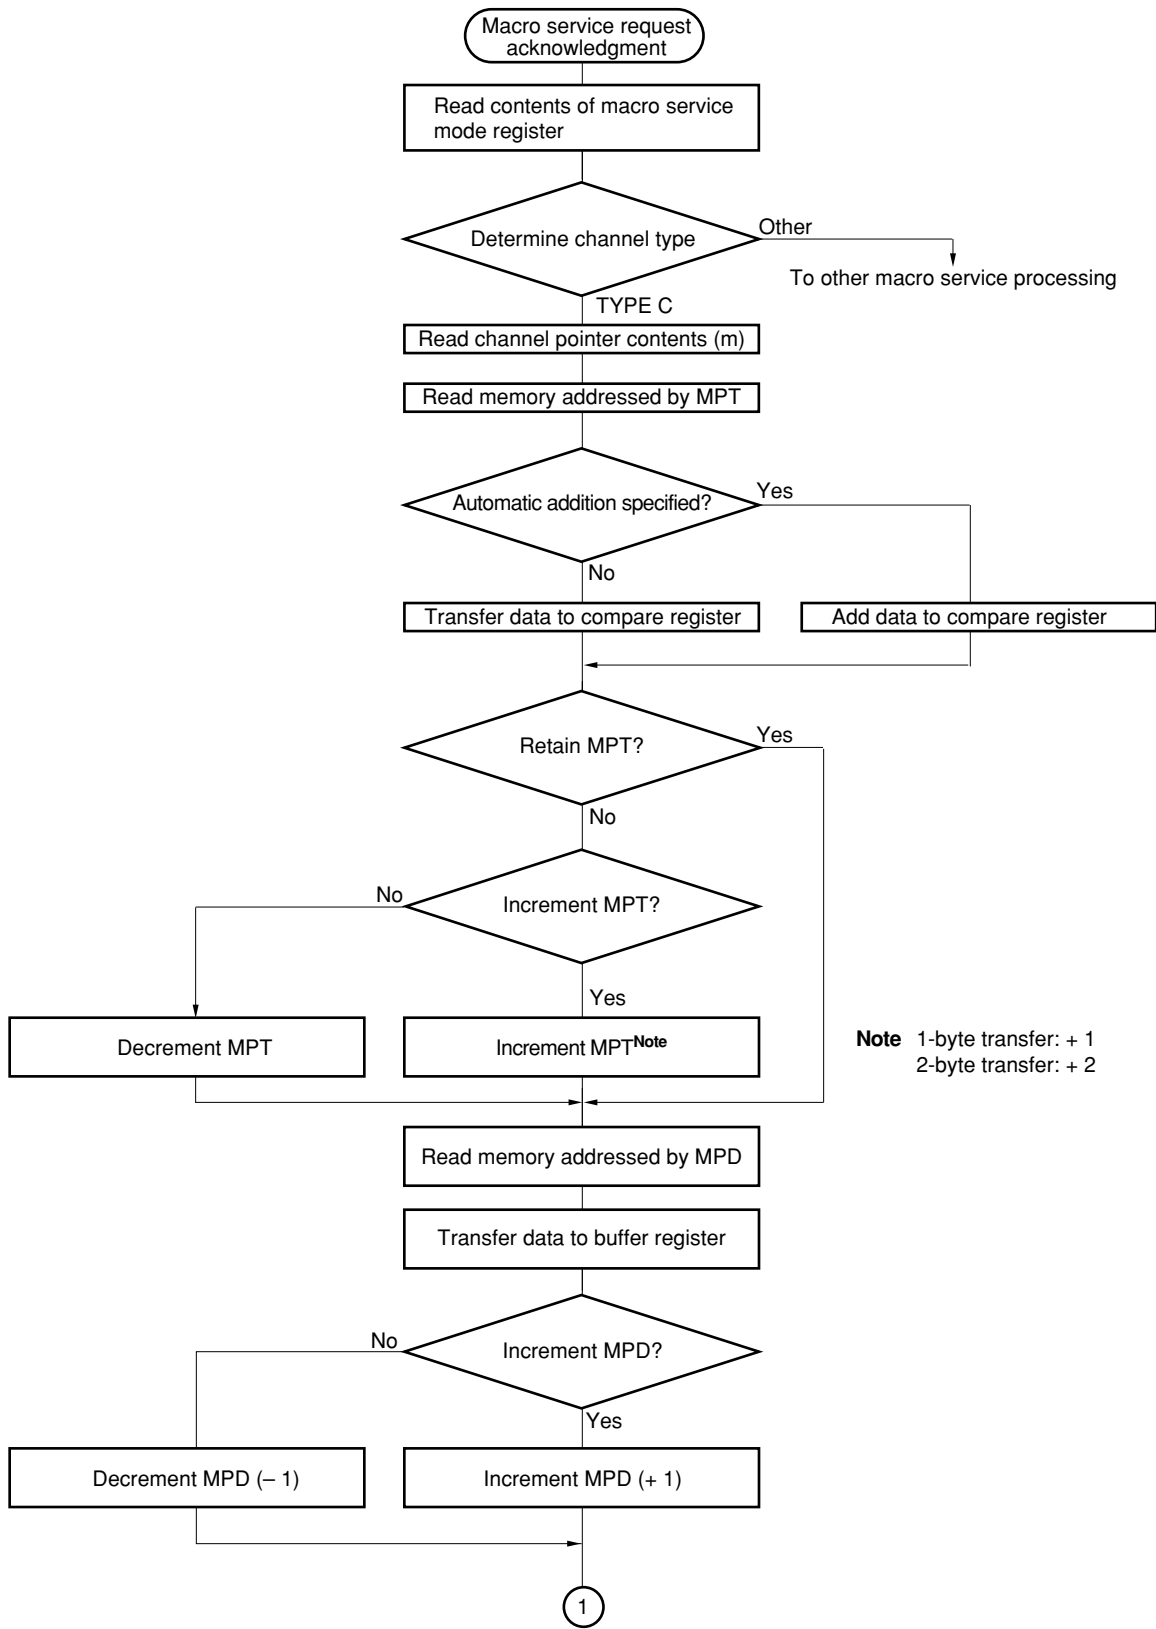 Macro service request
acknowledgment
Read contents of macro service
mode register
Determine channel type
Other
To other macro service processing
TYPE C
Read channel pointer contents (m)
Read memory addressed by MPT
Automatic addition specified?
Yes
No
Transfer data to compare register
Add data to compare register
Retain MPT?
Yes
No
Increment MPT?
No
Yes
Decrement MPT
Increment MPTNote
Note 1-byte transfer: + 1
2-byte transfer: + 2
Read memory addressed by MPD
Transfer data to buffer register
Increment MPD?
No
Yes
Decrement MPD (– 1)
Increment MPD (+ 1)
1